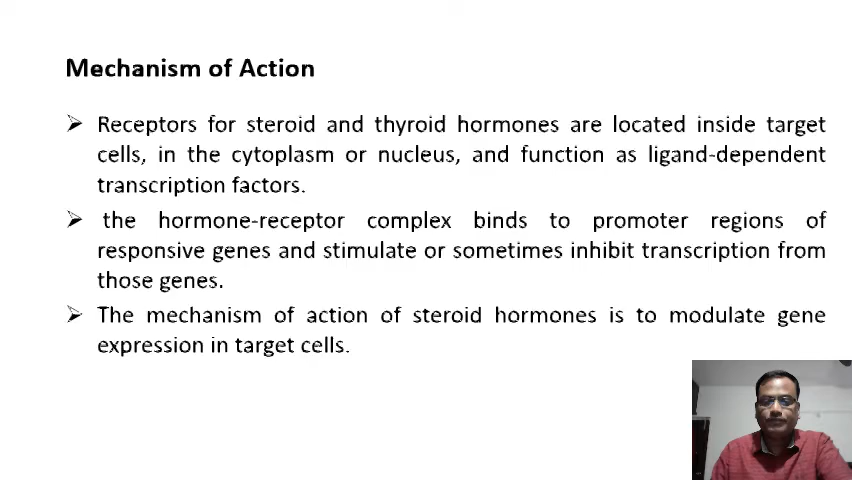 Mechanism of Action
➢ Receptors for steroid and thyroid hormones are located inside target
cells, in the cytoplasm or nucleus, and function as ligand-dependent
transcription factors.
➢ the hormone-receptor complex binds to promoter regions of
responsive genes and stimulate or sometimes inhibit transcription from
those genes.
➢ The mechanism of action of steroid hormones is to modulate gene
expression in target cells.